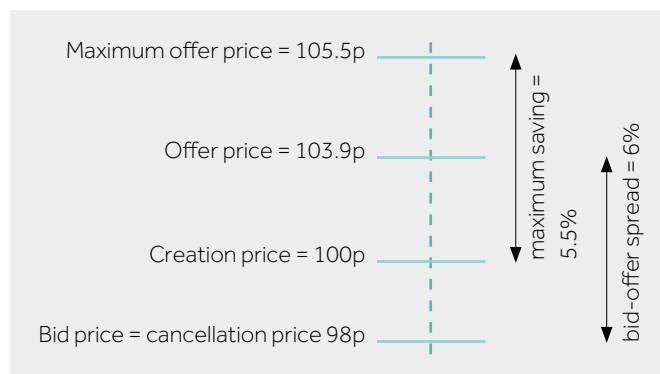 Maximum offer price = 105.5p
Offer price = 103.9p
Creation price = 100p
Bid price = cancellation price 98p
maximum saving =
5.5%
bid-offer spread = 6%